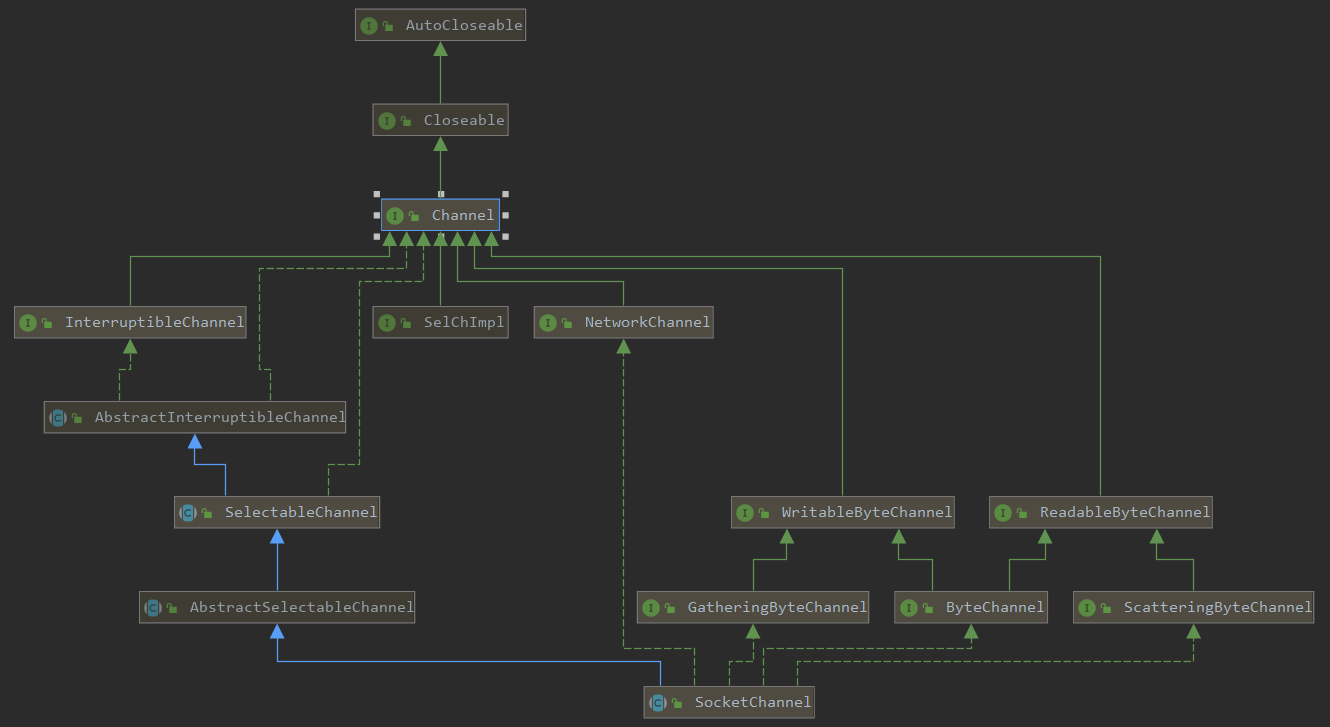 AutoCloseable
Closeable
Channel
InterruptibleChannel
SelChImpl
NetworkChannel
AbstractInterruptibleChannel
SelectableChannel
WritableByteChannel
ReadableByteChannel
AbstractSelectableChannel
GatheringByteChannel
ByteChannel
ScatteringByteChannel
SocketChannel